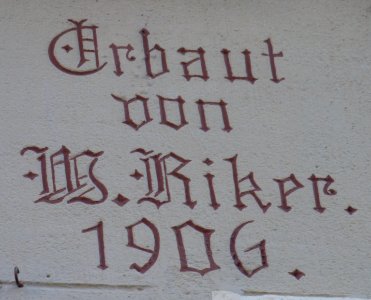 Erbaut
von
W. Riker.
1906.